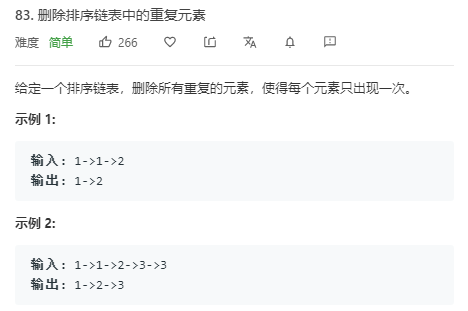 83. 删除排序链表中的重复元素
难度 简单 266
给定一个排序链表，删除所有重复的元素，使得每个元素只出现一次。
示例 1:
输入: 1->1->2
输出: 1->2
示例 2:
输入: 1->1->2->3->3
输出: 1->2->3